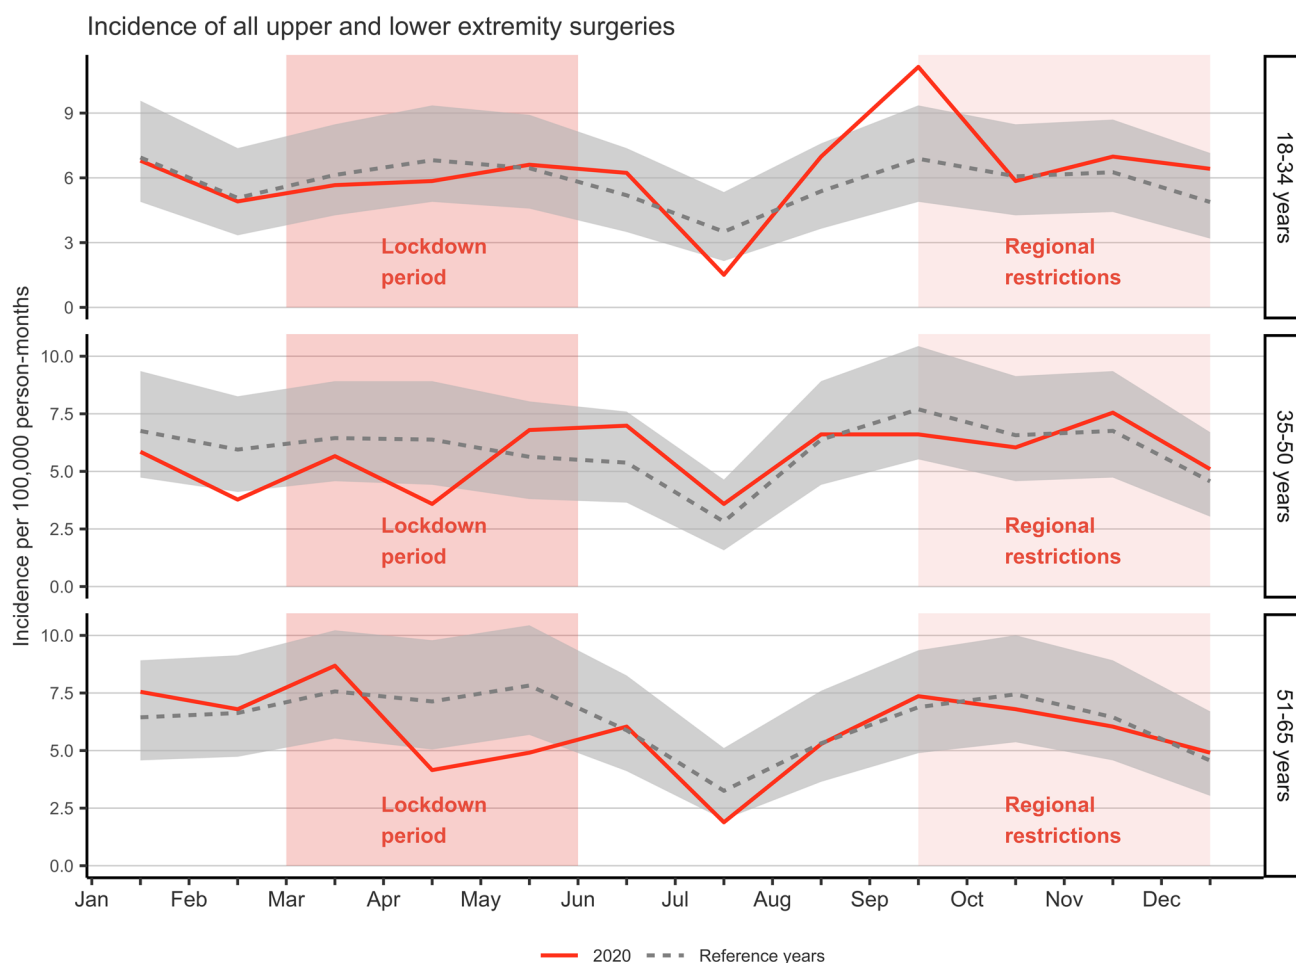 Incidence of all upper and lower extremity surgeries
Incidence per 100,000 person-months
9
6
3
0
Lockdown
period
Regional
restrictions
18-34 years
10.0
7.5
5.0
2.5
0.0
Lockdown
period
Regional
restrictions
35-50 years
10.0
7.5
5.0
2.5
0.0
Lockdown
period
Regional
restrictions
51-65 years
Jan Feb Mar Apr May Jun Jul Aug Sep Oct Nov Dec
2020 Reference years